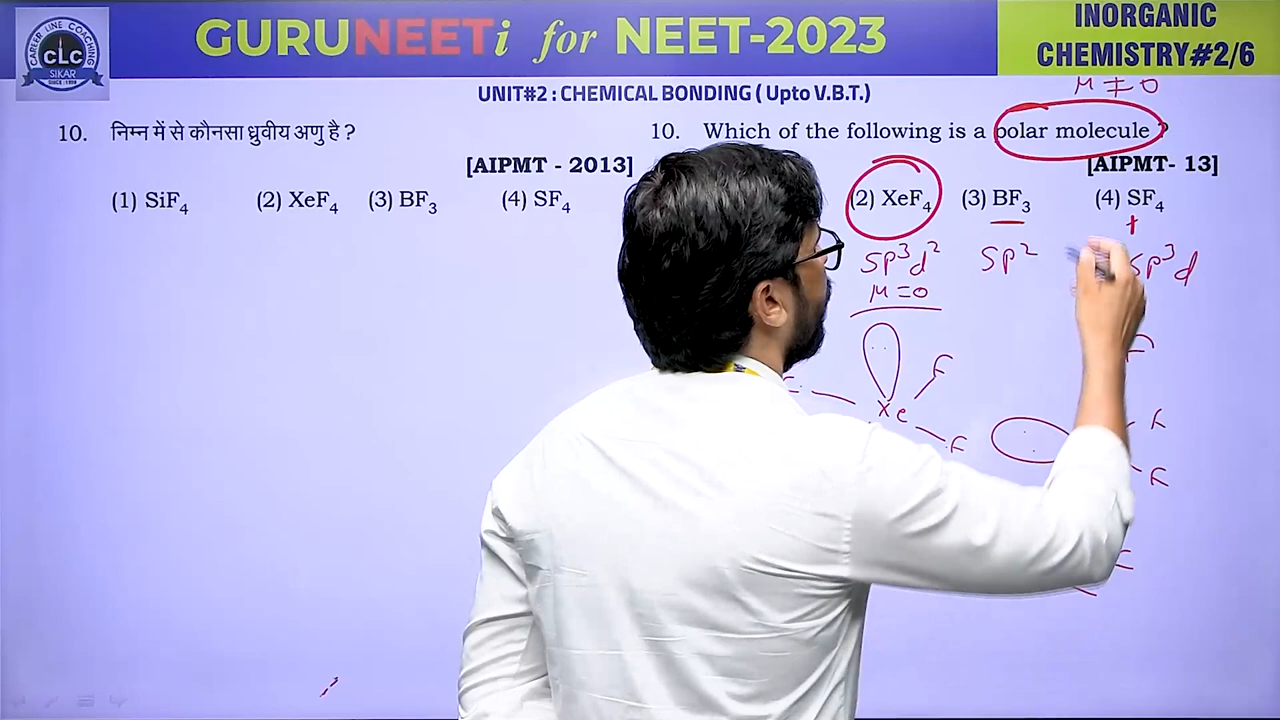 CAREER LINE COACHING
CLC
SIKAR
SINCE : 1996
GURUNEETi for NEET-2023
INORGANIC
CHEMISTRY#2/6
UNIT#2 : CHEMICAL BONDING ( Upto V.B.T.)
μ ≠ 0
10. निम्न में से कौनसा ध्रुवीय अणु है ?
[AIPMT - 2013]
(1) SiF₄ (2) XeF₄ (3) BF₃ (4) SF₄
10. Which of the following is a polar molecule ?
[AIPMT- 13]
(2) XeF₄ (3) BF₃ (4) SF₄
sp³d² sp² sp³d
μ = 0
F
Xe
F
F
F